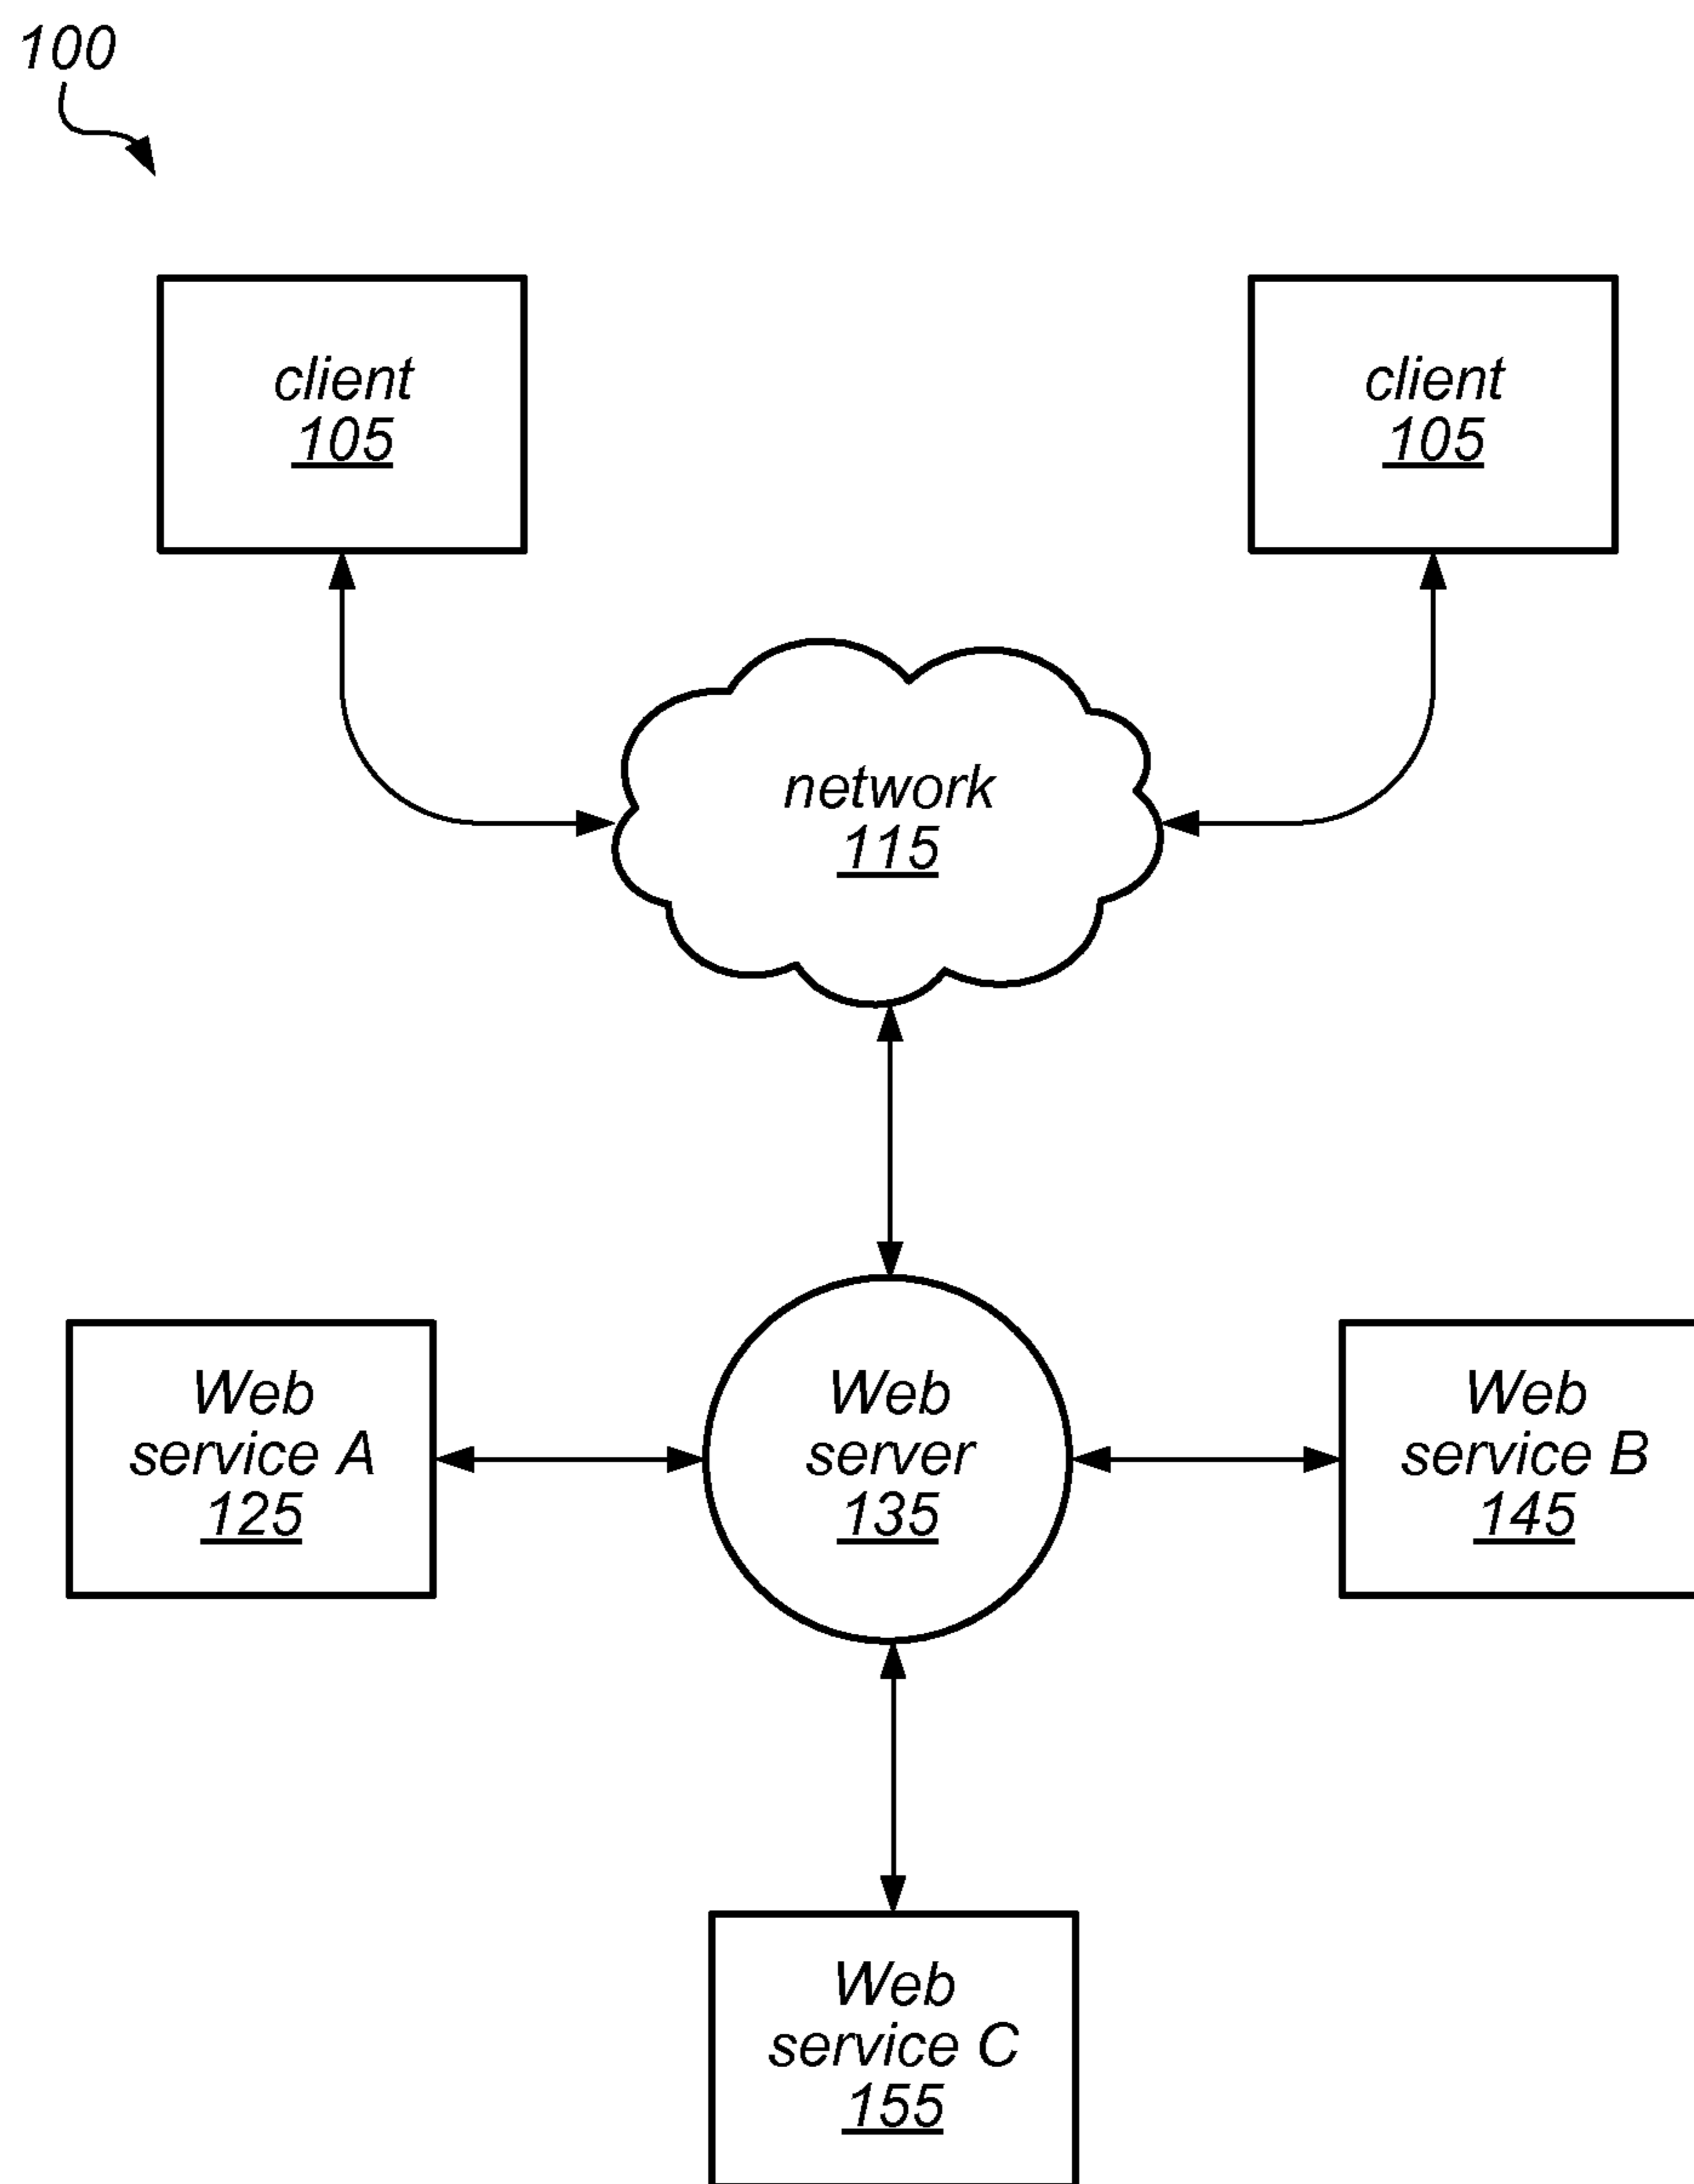 100
client
105
client
105
network
115
Web
service A
125
Web
server
135
Web
service B
145
Web
service C
155